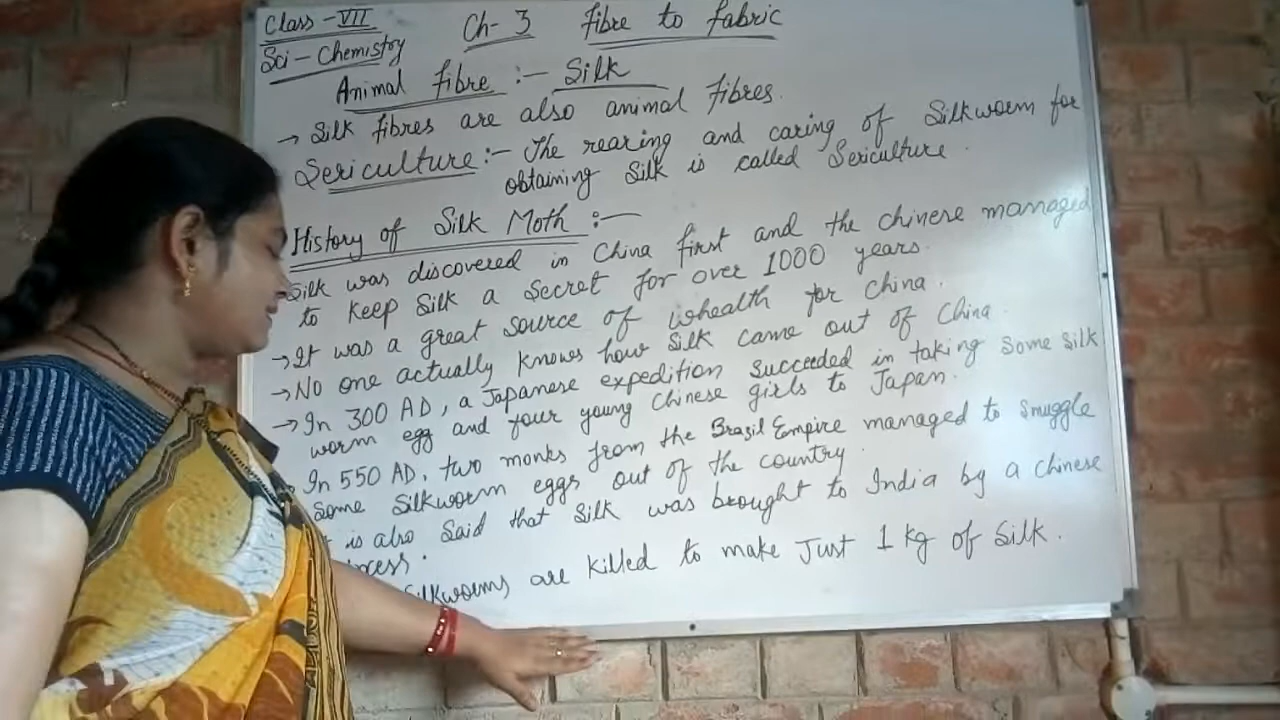 Class - VII
Ch- 3 Fibre to Fabric
Sci - Chemistry
Animal Fibre :- Silk
→ Silk fibres are also animal Fibres.
Sericulture :- The rearing and caring of Silkworm for
obtaining Silk is called Sericulture.
History of Silk Moth :-
Silk was discovered in China first and the chinese managed
to keep Silk a Secret for over 1000 years.
→ It was a great source of whealth for China.
→ No one actually knows how Silk came out of China.
→ In 300 AD, a Japanese expedition succeeded in taking some silk
worm egg and four young Chinese girls to Japan.
In 550 AD, two monks from the Brazil Empire managed to smuggle
some Silkworm eggs out of the country.
is also said that silk was brought to India by a chinese
are killed to make Just 1 kg of Silk.